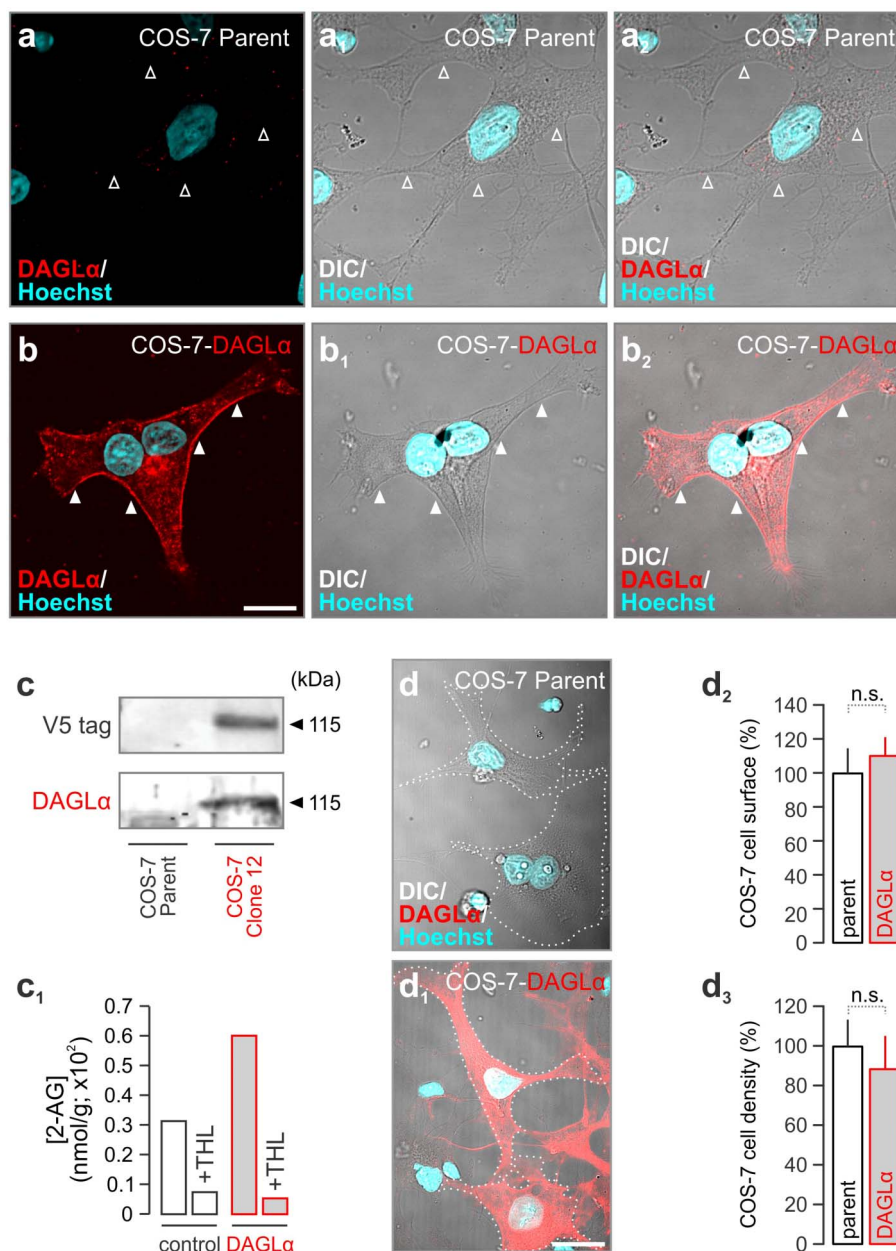 a
COS-7 Parent
DAGLα/
Hoechst
a1
COS-7 Parent
DIC/
Hoechst
a2
COS-7 Parent
DIC/
DAGLα/
Hoechst
b
COS-7-DAGLα
DAGLα/
Hoechst
b1
COS-7-DAGLα
DIC/
Hoechst
b2
COS-7-DAGLα
DIC/
DAGLα/
Hoechst
c
(kDa)
V5 tag
115
DAGLα
115
COS-7
Parent
COS-7
Clone 12
c1
[2-AG]
(nmol/g; x10²)
0.7
0.6
0.5
0.4
0.3
0.2
0.1
0
+THL
+THL
control
DAGLα
d
COS-7 Parent
DIC/
DAGLα/
Hoechst
d1
COS-7-DAGLα
d2
COS-7 cell surface (%)
140
120
100
80
60
40
20
0
n.s.
parent
DAGLα
d3
COS-7 cell density (%)
120
100
80
60
40
20
0
n.s.
parent
DAGLα